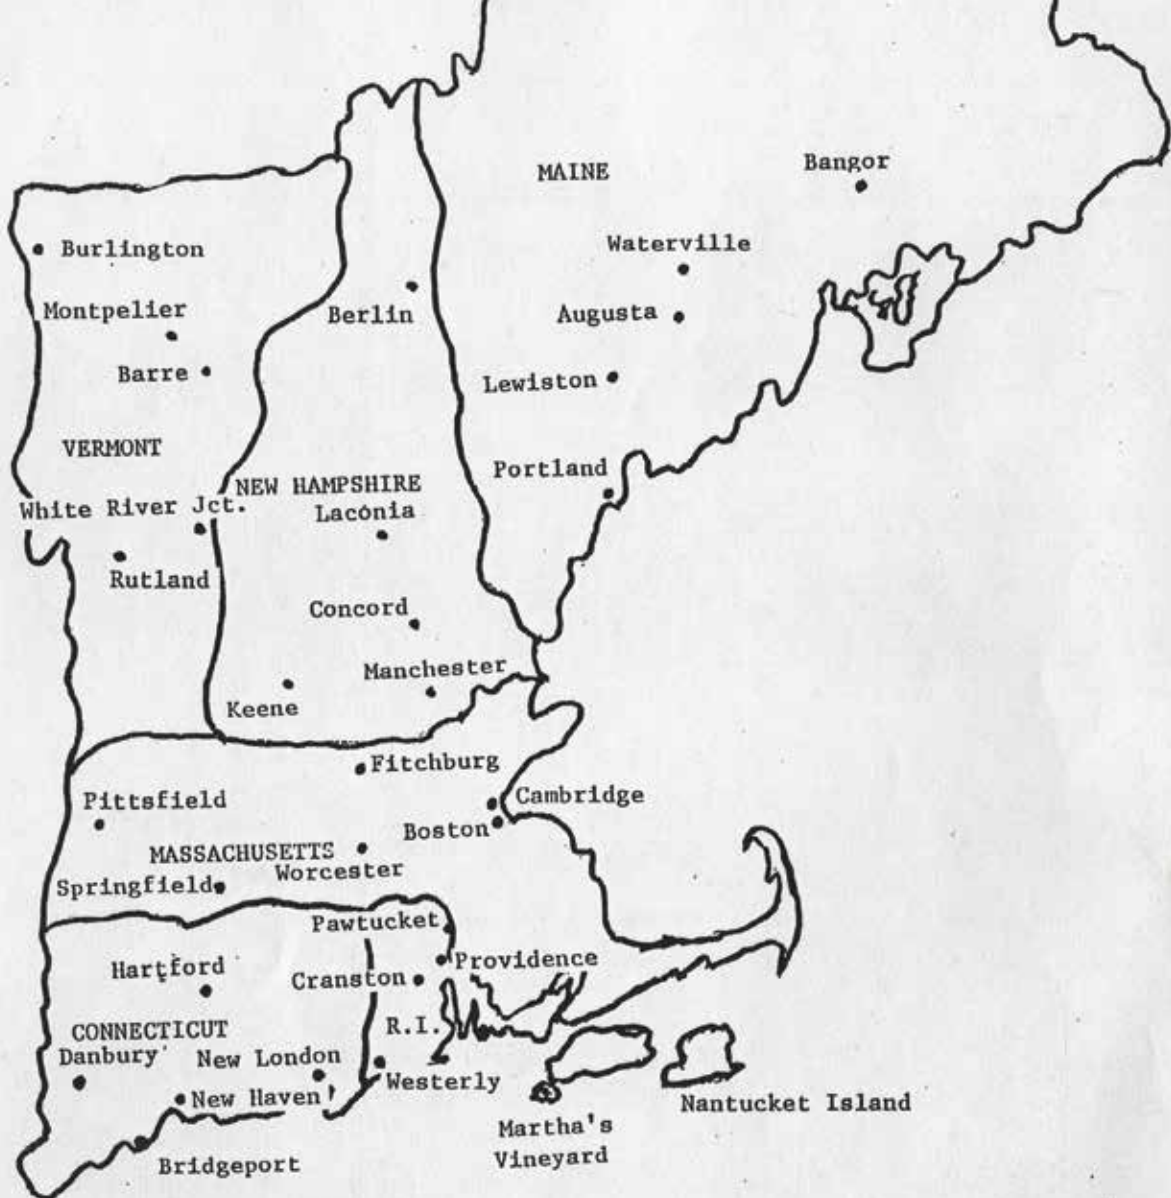 MAINE
Bangor
Waterville
Burlington
Montpelier
Berlin
Augusta
Barre
Lewiston
VERMONT
Portland
NEW HAMPSHIRE
White River Jct.
Laconia
Rutland
Concord
Manchester
Keene
Fitchburg
Pittsfield
Cambridge
Boston
MASSACHUSETTS
Worcester
Springfield
Pawtucket
Providence
Hartford
Cranston
CONNECTICUT
R.I.
Danbury
New London
Westerly
New Haven
Nantucket Island
Martha's
Vineyard
Bridgeport